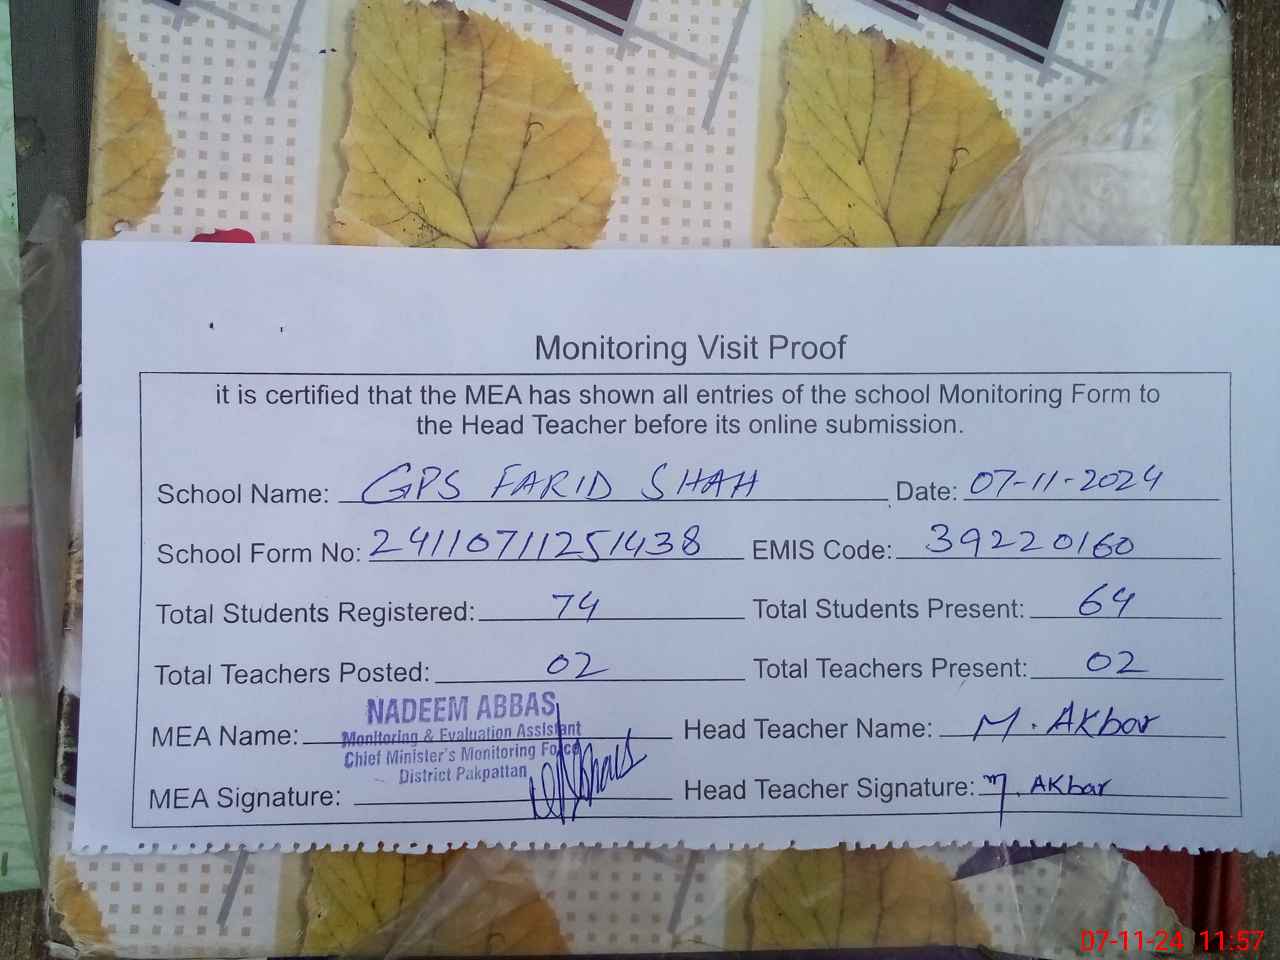 Monitoring Visit Proof
it is certified that the MEA has shown all entries of the school Monitoring Form to
the Head Teacher before its online submission.
School Name: GPS FARID SHAH Date: 07-11-2024
School Form No: 24110711251438 EMIS Code: 39220160
Total Students Registered: 74 Total Students Present: 64
Total Teachers Posted: 02 Total Teachers Present: 02
NADEEM ABBAS
MEA Name: Monitoring & Evaluation Assistant Head Teacher Name: M. Akbar
Chief Minister's Monitoring Force
District Pakpattan
MEA Signature: Head Teacher Signature: M. Akbar
07-11-24 11:57